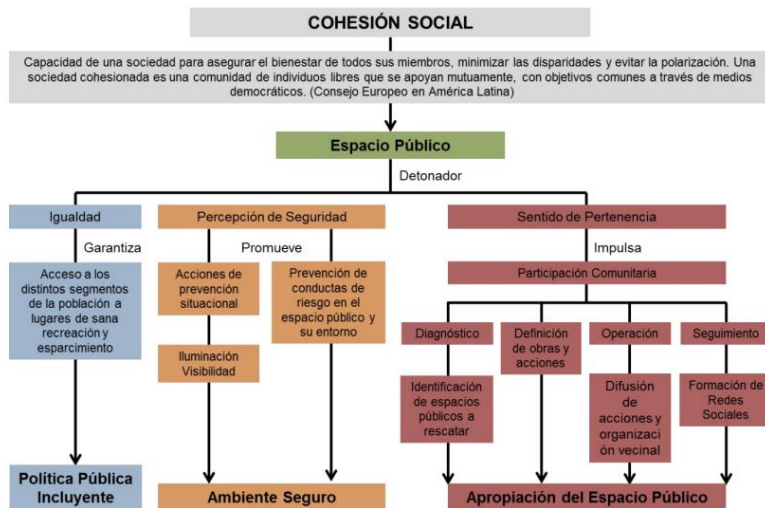 COHESIÓN SOCIAL
Capacidad de una sociedad para asegurar el bienestar de todos sus miembros, minimizar las disparidades y evitar la polarización. Una
sociedad cohesionada es una comunidad de individuos libres que se apoyan mutuamente, con objetivos comunes a través de medios
democráticos. (Consejo Europeo en América Latina)
Espacio Público
Detonador
Igualdad
Garantiza
Acceso a los
distintos segmentos
de la población a
lugares de sana
recreación y
esparcimiento
Política Pública
Incluyente
Percepción de Seguridad
Promueve
Acciones de
prevención
situacional
Iluminación
Visibilidad
Prevención de
conductas de
riesgo en el
espacio público y
su entorno
Ambiente Seguro
Sentido de Pertenencia
Impulsa
Participación Comunitaria
Diagnóstico
Identificación
de espacios
públicos a
rescatar
Definición
de obras y
acciones
Operación
Difusión
de
acciones y
organizaci
ón vecinal
Seguimiento
Formación de
Redes
Sociales
Apropiación del Espacio Público